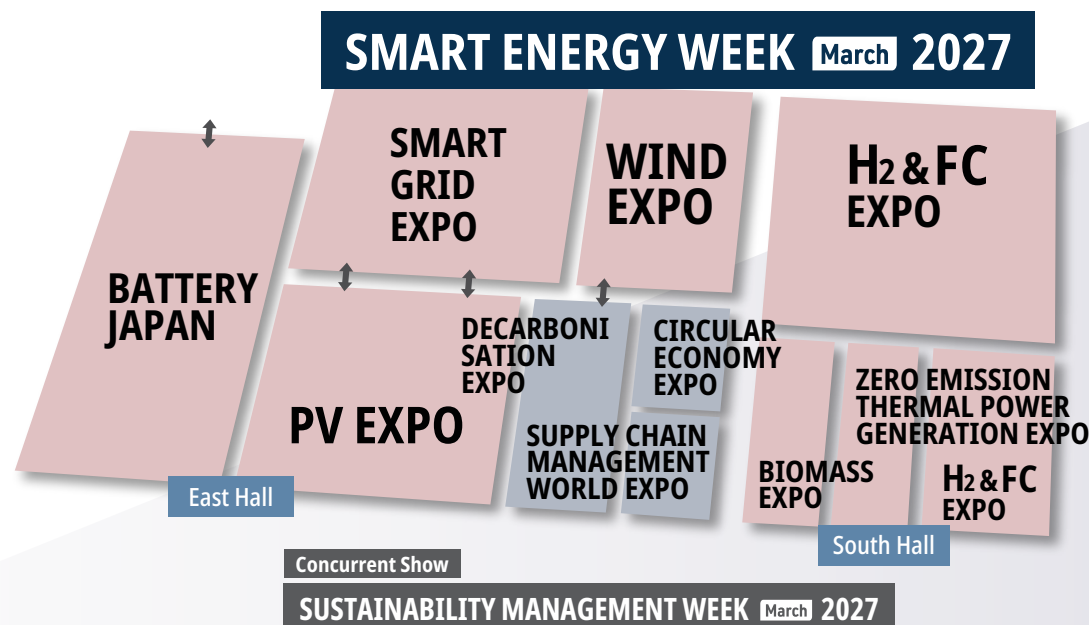 SMART ENERGY WEEK March 2027
SMART
GRID
EXPO
WIND
EXPO
H2 & FC
EXPO
BATTERY
JAPAN
PV EXPO
DECARBONI
SATION
EXPO
CIRCULAR
ECONOMY
EXPO
SUPPLY CHAIN
MANAGEMENT
WORLD EXPO
ZERO EMISSION
THERMAL POWER
GENERATION EXPO
BIOMASS
EXPO
H2 & FC
EXPO
East Hall
South Hall
Concurrent Show
SUSTAINABILITY MANAGEMENT WEEK March 2027